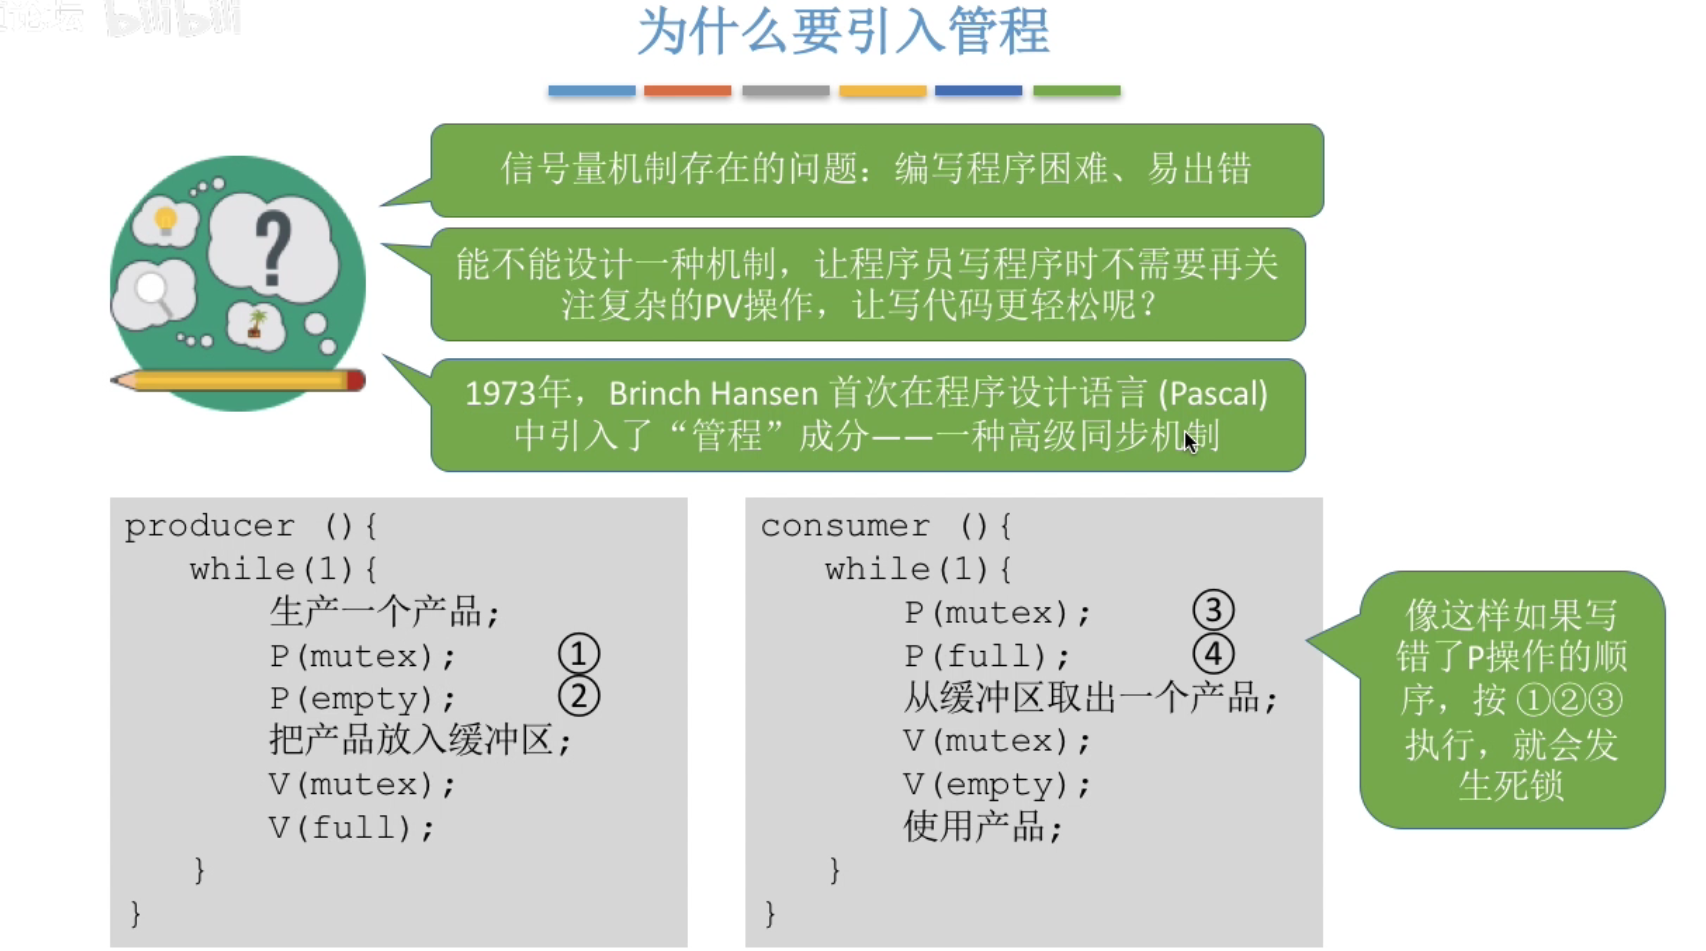 论坛 bilibili
为什么要引入管程
信号量机制存在的问题：编写程序困难、易出错
能不能设计一种机制，让程序员写程序时不需要再关
注复杂的PV操作，让写代码更轻松呢？
1973年，Brinch Hansen 首次在程序设计语言 (Pascal)
中引入了“管程”成分——一种高级同步机制
producer (){
while(1){
生产一个产品;
P(mutex); ①
P(empty); ②
把产品放入缓冲区;
V(mutex);
V(full);
}
}
consumer (){
while(1){
P(mutex); ③
P(full); ④
从缓冲区取出一个产品;
V(mutex);
V(empty);
使用产品;
}
}
像这样如果写
错了P操作的顺
序，按 ①②③
执行，就会发
生死锁